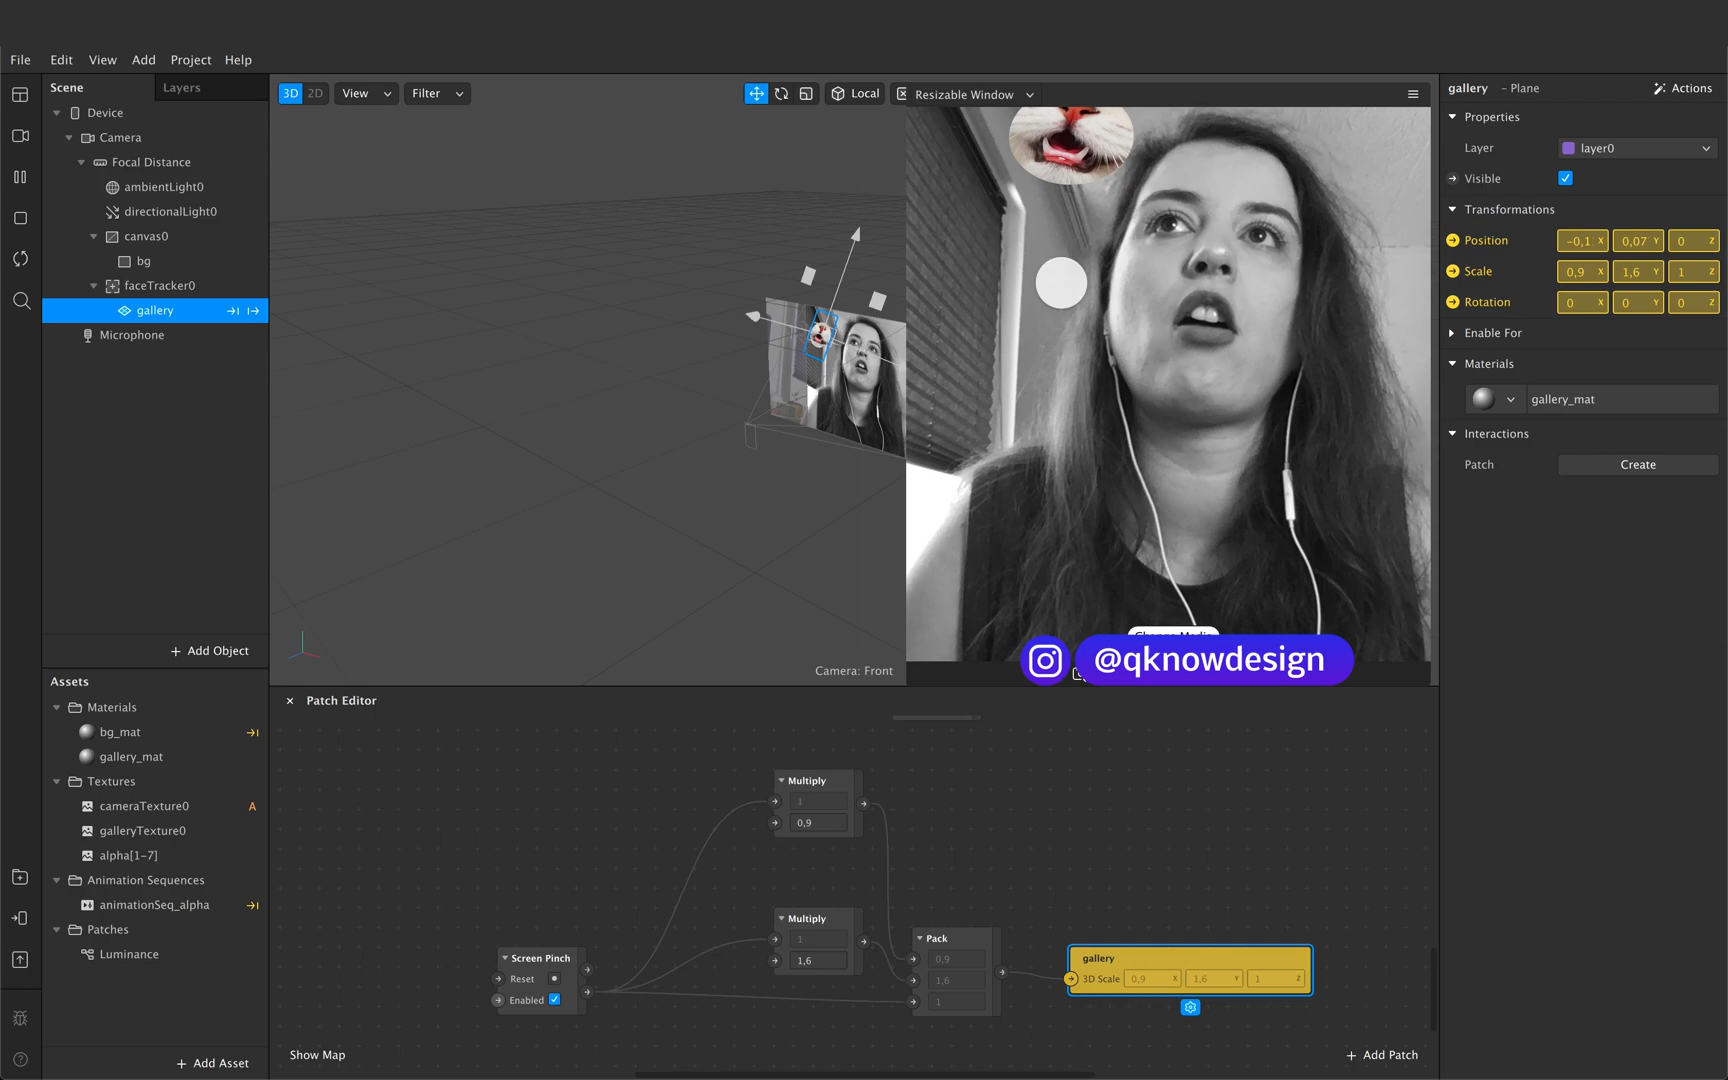 File Edit View Add Project Help
Scene Layers
Device
Camera
Focal Distance
ambientLight0
directionalLight0
canvas0
bg
faceTracker0
gallery
Microphone
+ Add Object
Assets
Materials
bg_mat
gallery_mat
Textures
cameraTexture0 A
galleryTexture0
alpha[1-7]
Animation Sequences
animationSeq_alpha
Patches
Luminance
+ Add Asset
3D 2D View Filter Local
Camera: Front
Resizable Window
@qknowdesign
Patch Editor
Multiply
1
0,9
Multiply
1
1,6
Screen Pinch
Reset
Enabled
Pack
0,9
1,6
1
gallery
3D Scale 0,9 X 1,6 Y 1 Z
Show Map
+ Add Patch
gallery - Plane Actions
Properties
Layer layer0
Visible
Transformations
Position -0,1 X 0,07 Y 0 Z
Scale 0,9 X 1,6 Y 1 Z
Rotation 0 X 0 Y 0 Z
Enable For
Materials
gallery_mat
Interactions
Patch Create